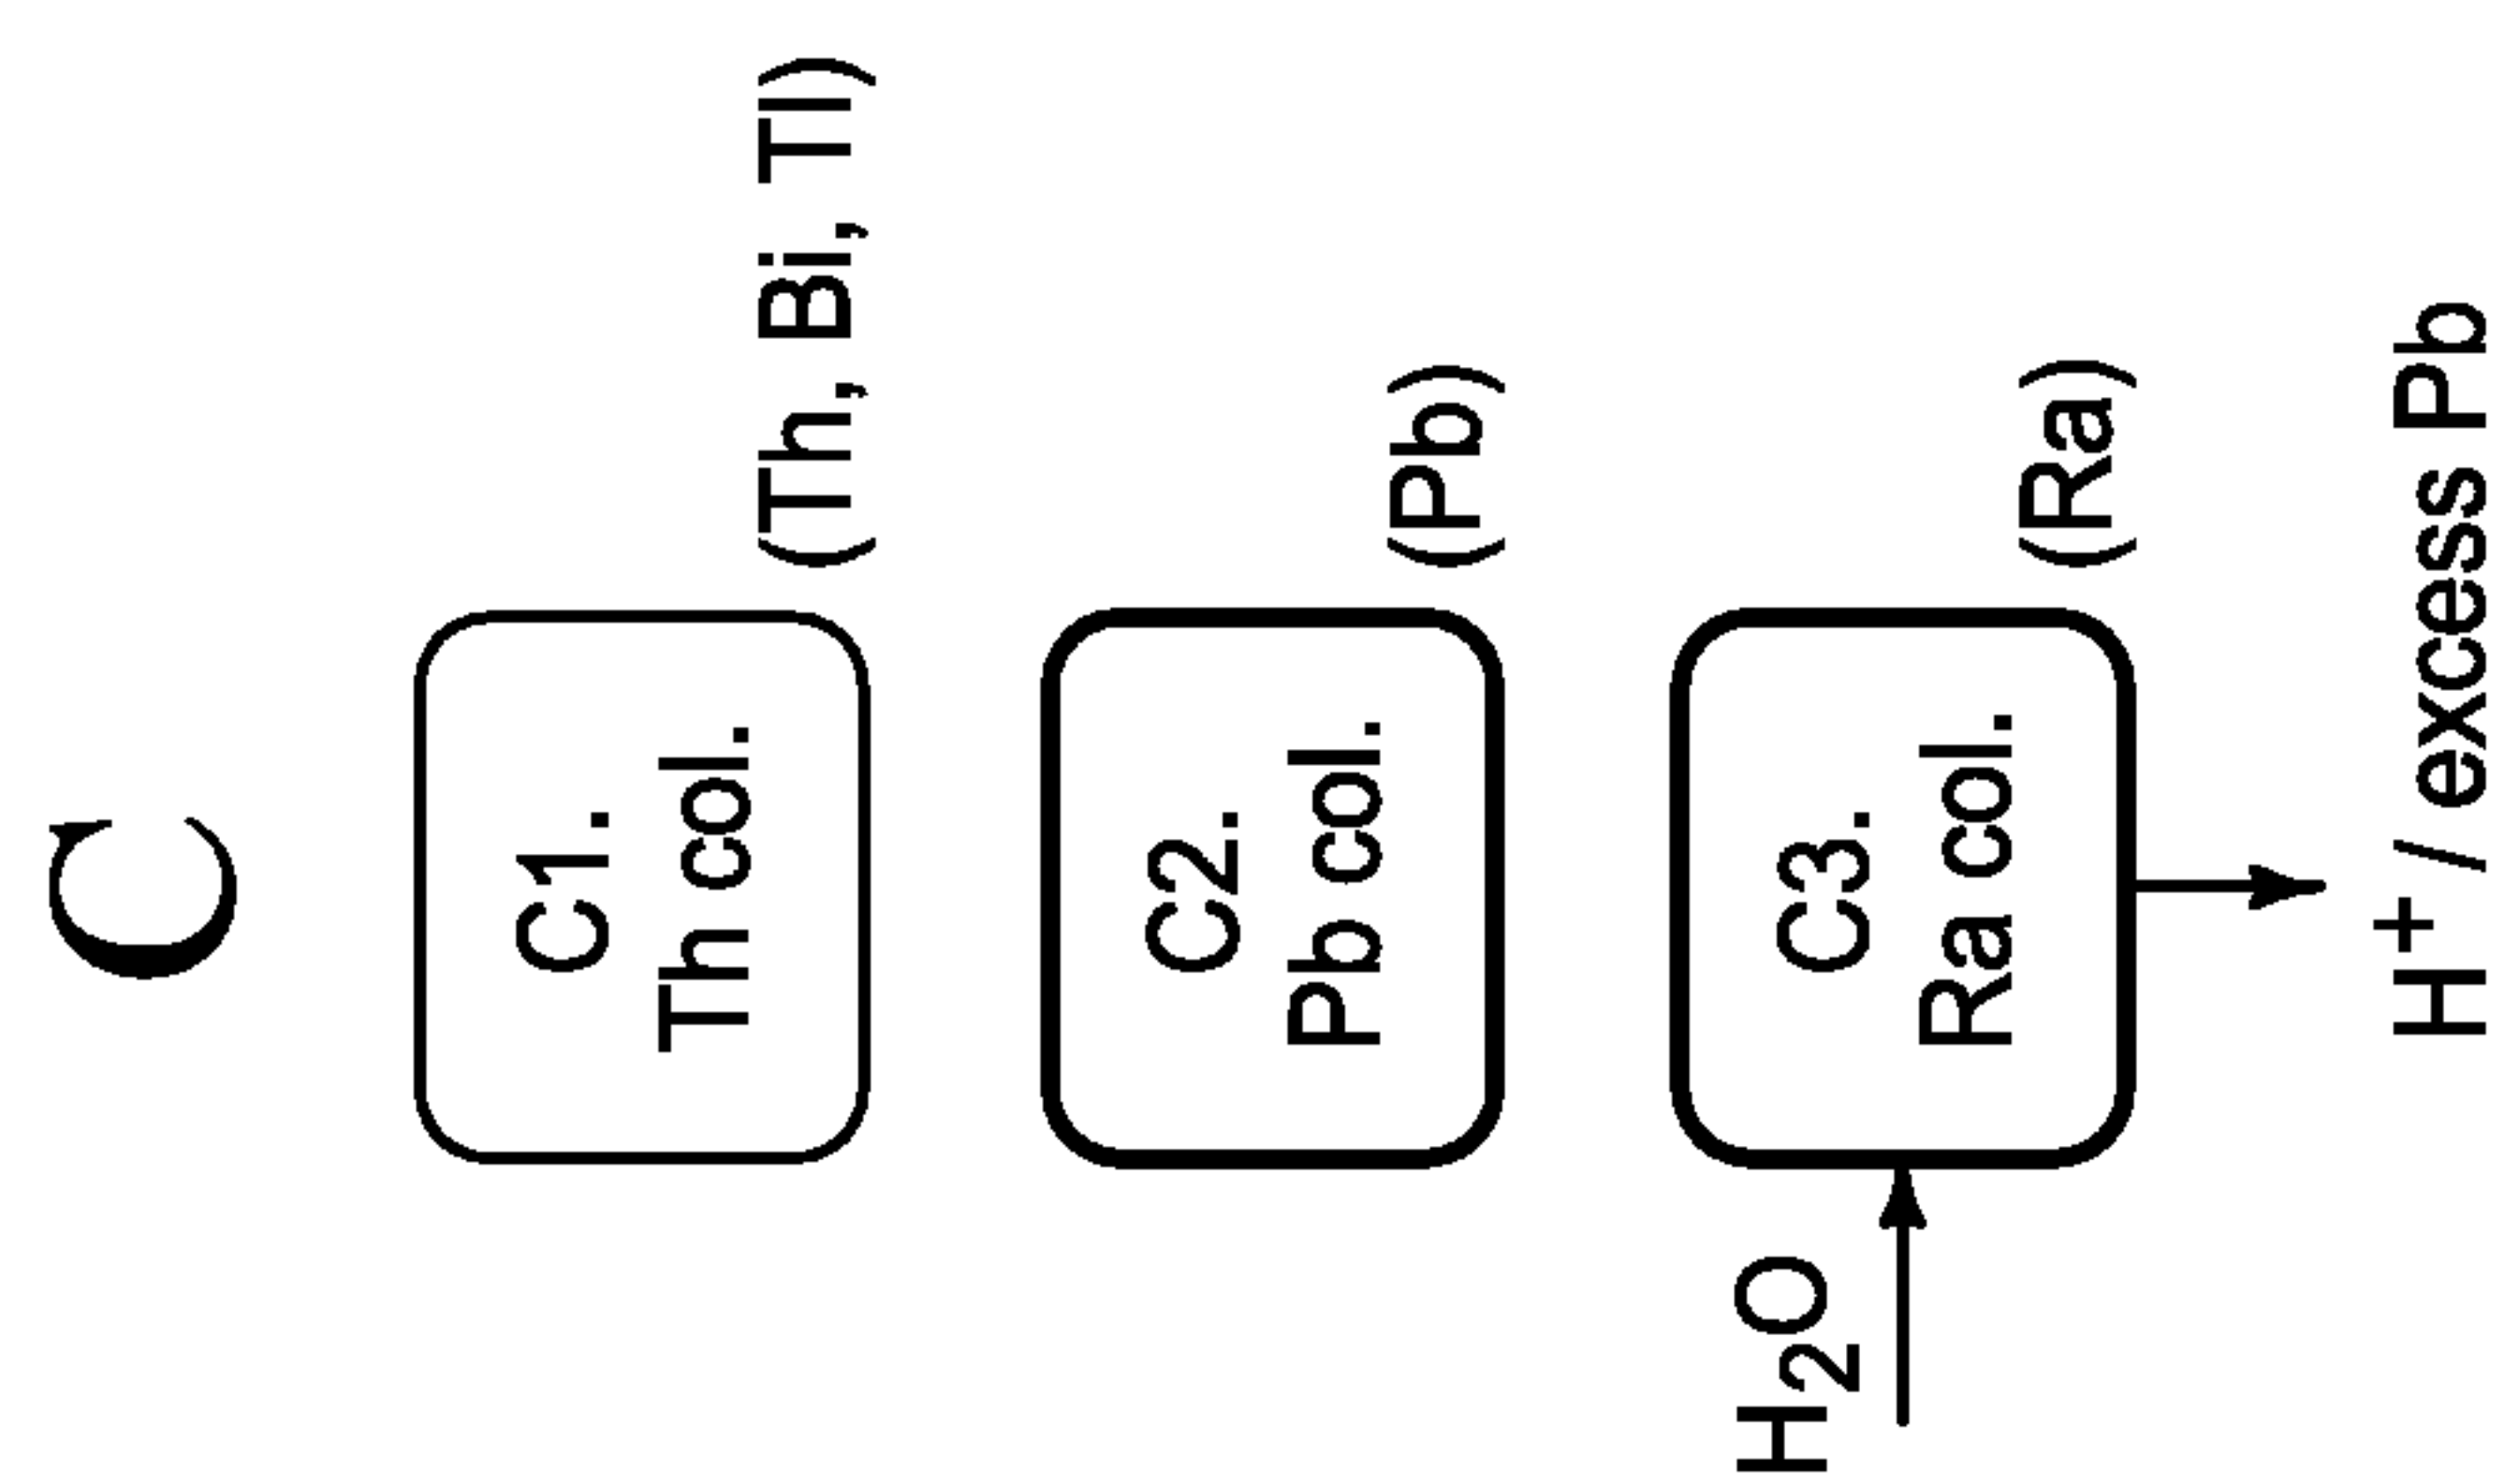 C
C1.
Th col.
(Th, Bi, Tl)
C2.
Pb col.
(Pb)
H2O
C3.
Ra col.
(Ra)
H+ / excess Pb